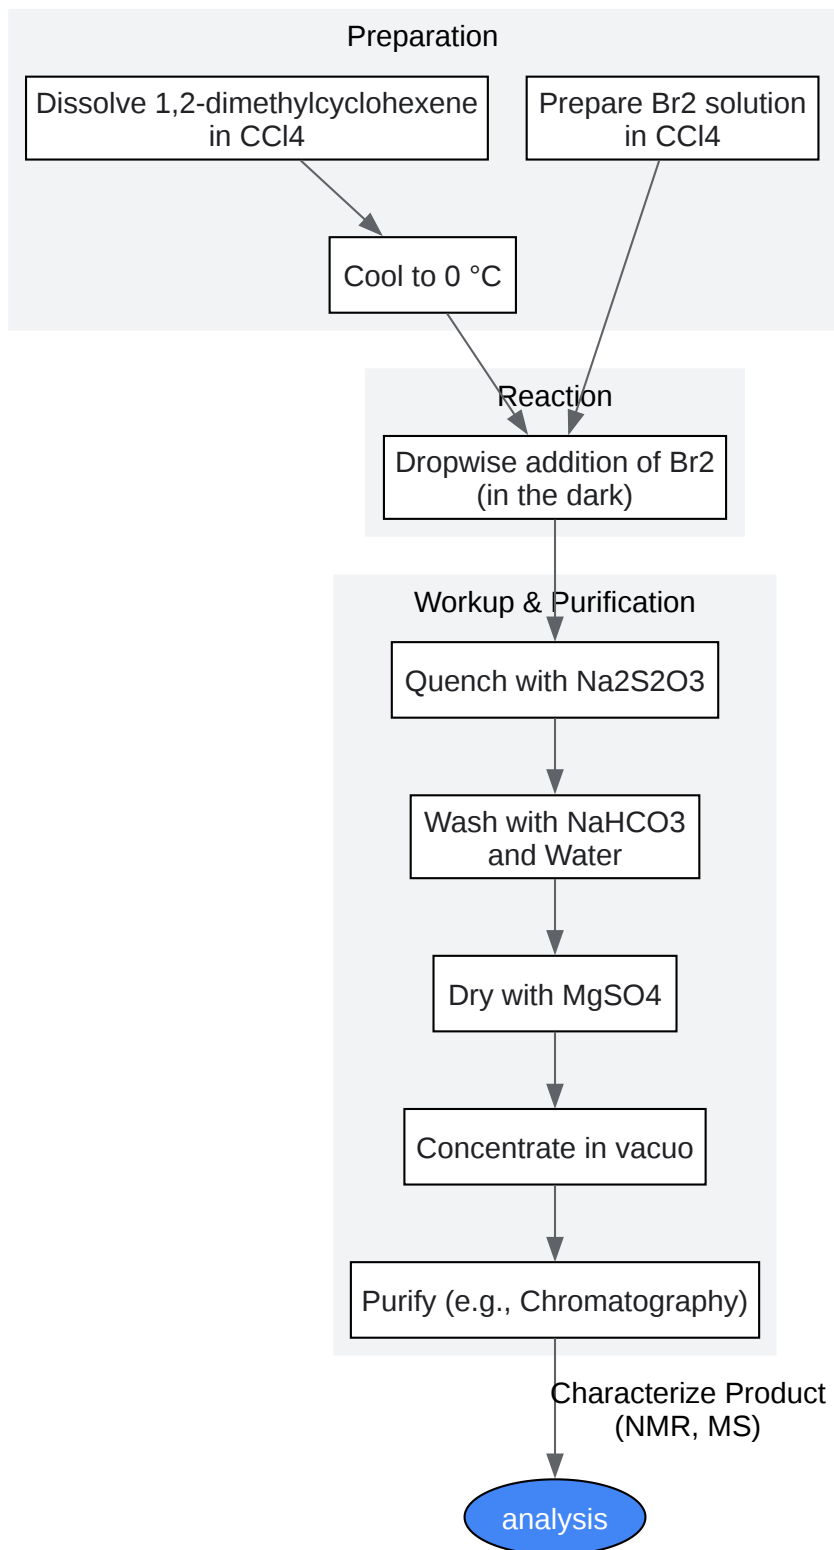 Preparation
Dissolve 1,2-dimethylcyclohexene
in CCl4
Prepare Br2 solution
in CCl4
Cool to 0 °C
Reaction
Dropwise addition of Br2
(in the dark)
Workup & Purification
Quench with Na2S2O3
Wash with NaHCO3
and Water
Dry with MgSO4
Concentrate in vacuo
Purify (e.g., Chromatography)
Characterize Product
(NMR, MS)
analysis